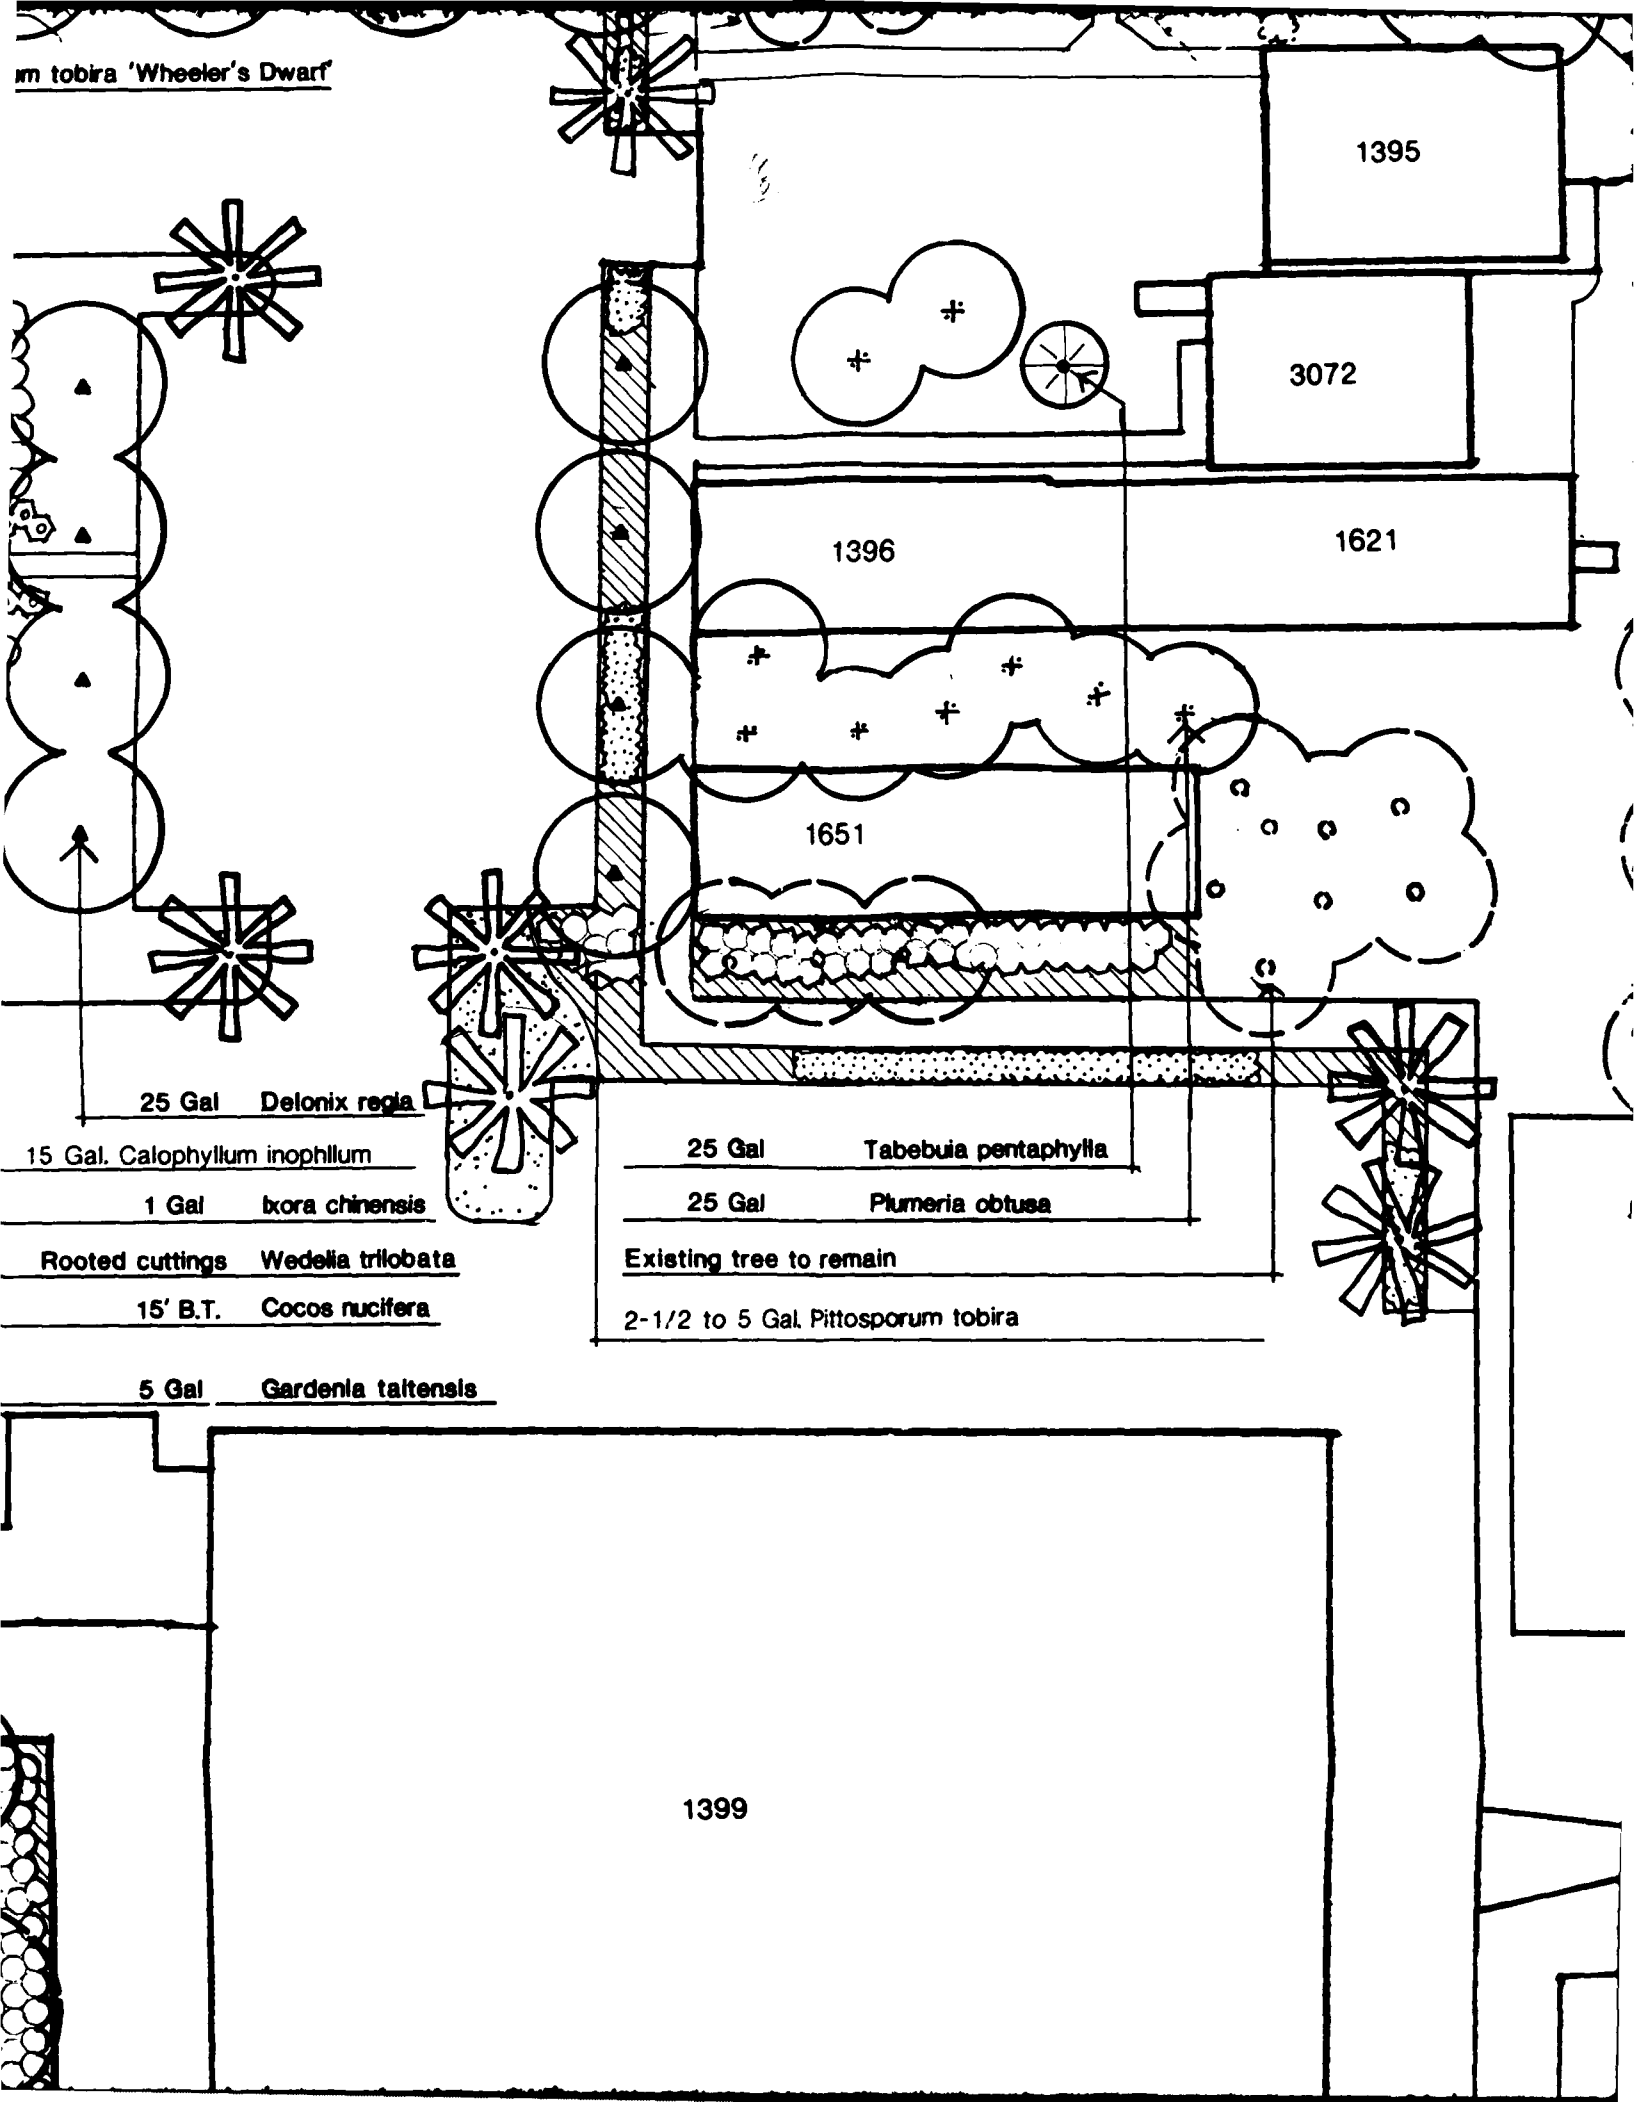 tobira 'Wheeler's Dwarf'
1395
3072
1396
1621
1651
25 Gal Delonix regia
15 Gal. Calophyllum inophllum
1 Gal Ixora chinensis
Rooted cuttings Wedelia trilobata
15' B.T. Cocos nucifera
5 Gal Gardenia taitensis
25 Gal Tabebuia pentaphylla
25 Gal Plumeria obtusa
Existing tree to remain
2-1/2 to 5 Gal. Pittosporum tobira
1399